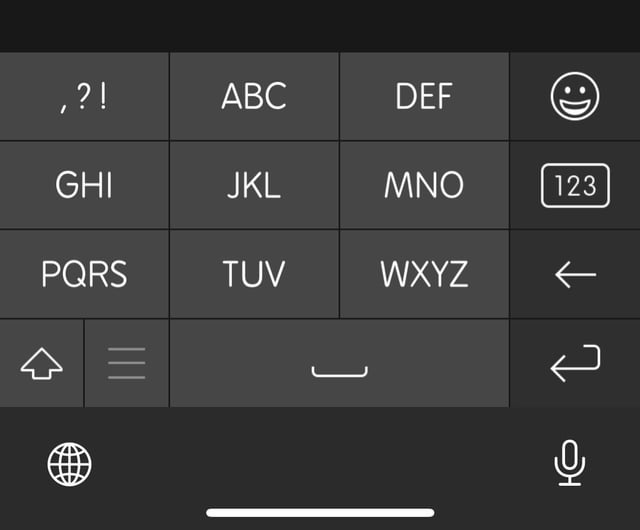 ,?! ABC DEF
GHI JKL MNO 123
PQRS TUV WXYZ